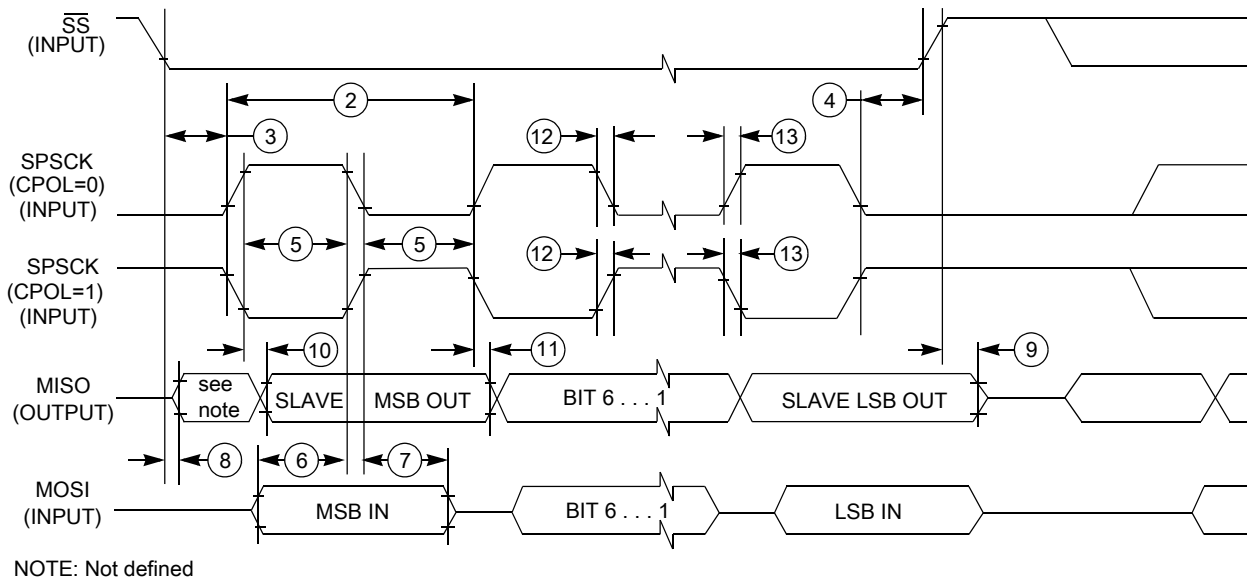 SS
(INPUT)
2
4
3
12
13
SPSCK
(CPOL=0)
(INPUT)
5
5
SPSCK
(CPOL=1)
(INPUT)
12
13
10
11
9
MISO
(OUTPUT)
see
note
SLAVE
MSB OUT
BIT 6 . . . 1
SLAVE LSB OUT
8
6
7
MOSI
(INPUT)
MSB IN
BIT 6 . . . 1
LSB IN
NOTE: Not defined